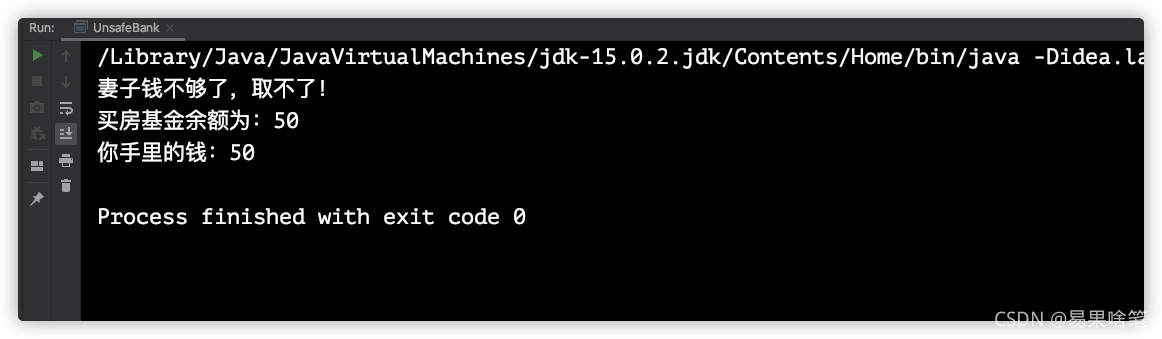 Run: UnsafeBank ×
/Library/Java/JavaVirtualMachines/jdk-15.0.2.jdk/Contents/Home/bin/java -Didea.la
妻子钱不够了，取不了！
买房基金余额为：50
你手里的钱：50
Process finished with exit code 0
CSDN @易果啥笔